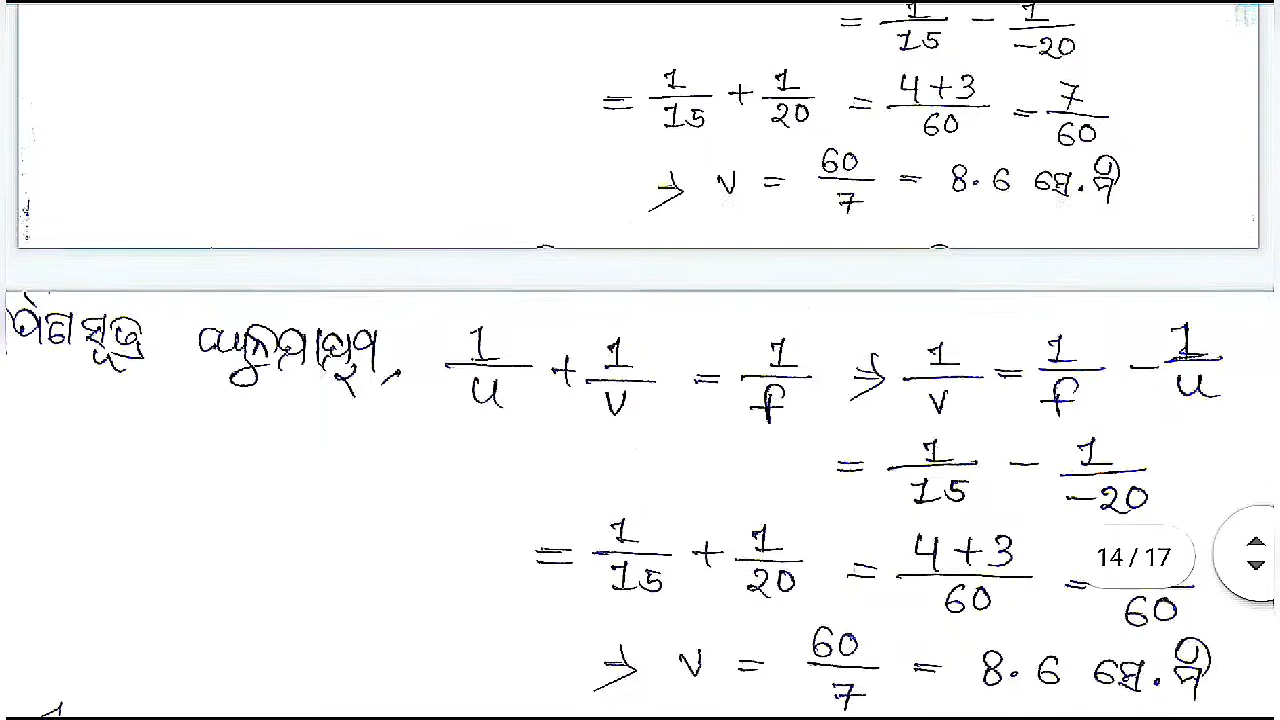 = 1/15 - 1/-20
= 1/15 + 1/20 = 4+3/60 = 7/60
⇒ v = 60/7 = 8.6 ସେ.ମି
ସୂତ୍ର ଅନୁସାରେ, 1/u + 1/v = 1/f ⇒ 1/v = 1/f - 1/u
= 1/15 - 1/-20
= 1/15 + 1/20 = 4+3/60 = /60
14/17
⇒ v = 60/7 = 8.6 ସେ.ମି